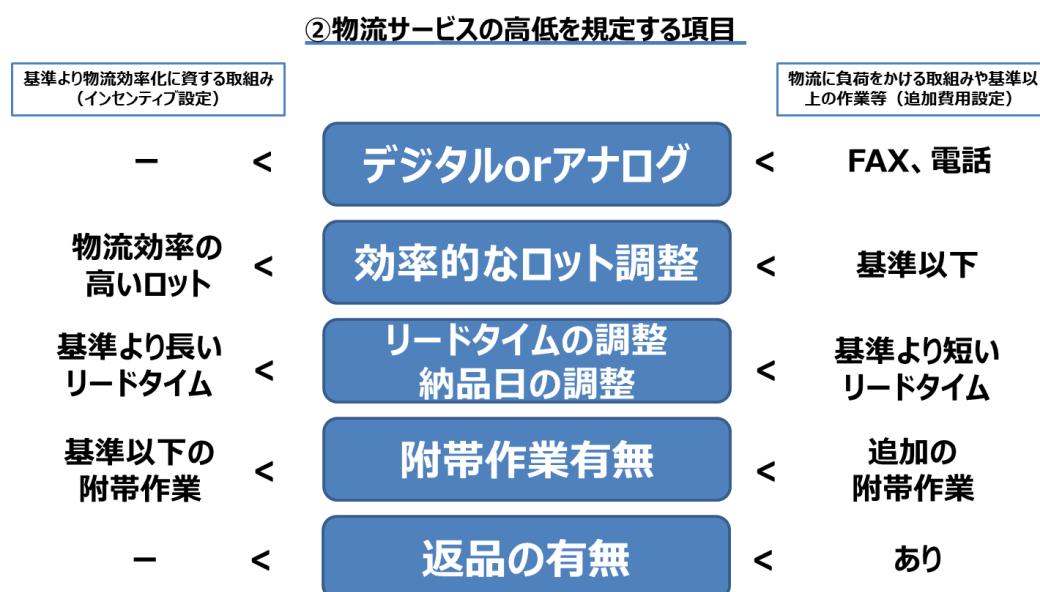 ②物流サービスの高低を規定する項目
基準より物流効率化に資する取組み
（インセンティブ設定）
物流に負荷をかける取組みや基準以
上の作業等（追加費用設定）
－ < デジタルorアナログ < FAX、電話
物流効率の
高いロット
< 効率的なロット調整 < 基準以下
基準より長い
リードタイム
<
リードタイムの調整
納品日の調整
<
基準より短い
リードタイム
基準以下の
附帯作業
< 附帯作業有無 <
追加の
附帯作業
－ < 返品の有無 < あり